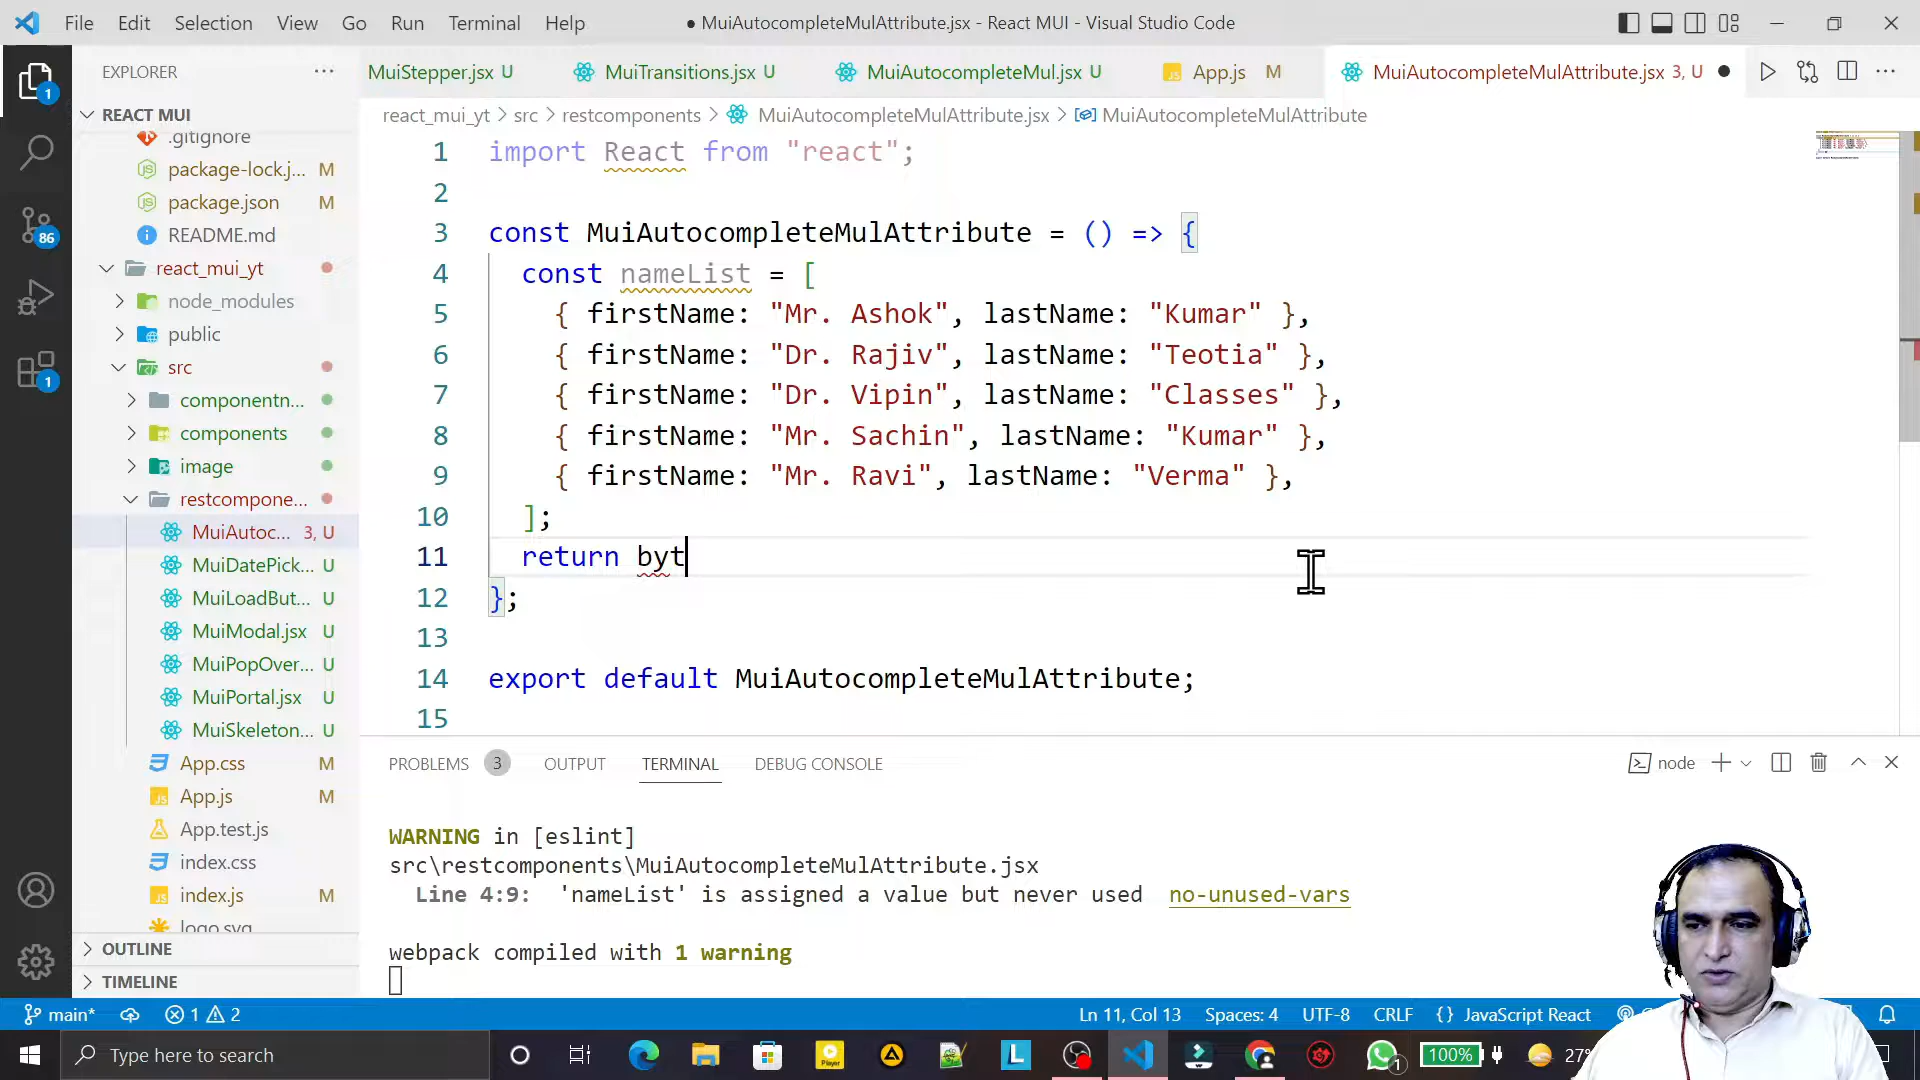 File Edit Selection View Go Run Terminal Help
● MuiAutocompleteMulAttribute.jsx - React MUI - Visual Studio Code
EXPLORER
MuiStepper.jsx U
MuiTransitions.jsx U
MuiAutocompleteMul.jsx U
App.js M
MuiAutocompleteMulAttribute.jsx 3, U
REACT MUI
.gitignore
package-lock.j... M
package.json M
README.md
react_mui_yt
node_modules
public
src
componentn...
components
image
restcompone...
MuiAutoc... 3, U
MuiDatePick... U
MuiLoadBut... U
MuiModal.jsx U
MuiPopOver... U
MuiPortal.jsx U
MuiSkeleton... U
App.css M
App.js M
App.test.js
index.css
index.js M
logo.svg
OUTLINE
TIMELINE
1
86
1
react_mui_yt > src > restcomponents > MuiAutocompleteMulAttribute.jsx > MuiAutocompleteMulAttribute
1 import React from "react";
2
3 const MuiAutocompleteMulAttribute = () => {
4 const nameList = [
5 { firstName: "Mr. Ashok", lastName: "Kumar" },
6 { firstName: "Dr. Rajiv", lastName: "Teotia" },
7 { firstName: "Dr. Vipin", lastName: "Classes" },
8 { firstName: "Mr. Sachin", lastName: "Kumar" },
9 { firstName: "Mr. Ravi", lastName: "Verma" },
10 ];
11 return byt
12 };
13
14 export default MuiAutocompleteMulAttribute;
15
PROBLEMS 3 OUTPUT TERMINAL DEBUG CONSOLE
node
WARNING in [eslint]
src\restcomponents\MuiAutocompleteMulAttribute.jsx
Line 4:9: 'nameList' is assigned a value but never used no-unused-vars
webpack compiled with 1 warning
main* 1 2
Ln 11, Col 13 Spaces: 4 UTF-8 CRLF {} JavaScript React
Type here to search
Player
L
1
100%
27%